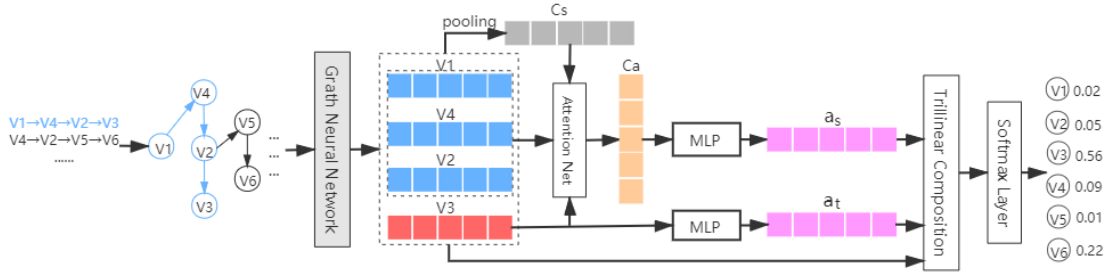 V1→V4→V2→V3
V4→V2→V5→V6
......
V1
V4
V2
V3
V5
V6
...
...
...
Grath Neural Network
pooling
Cs
V1
V4
V2
V3
Attention Net
Ca
MLP
MLP
as
at
Trilinear Composition
Softmax Layer
V1 0.02
V2 0.05
V3 0.56
V4 0.09
V5 0.01
V6 0.22